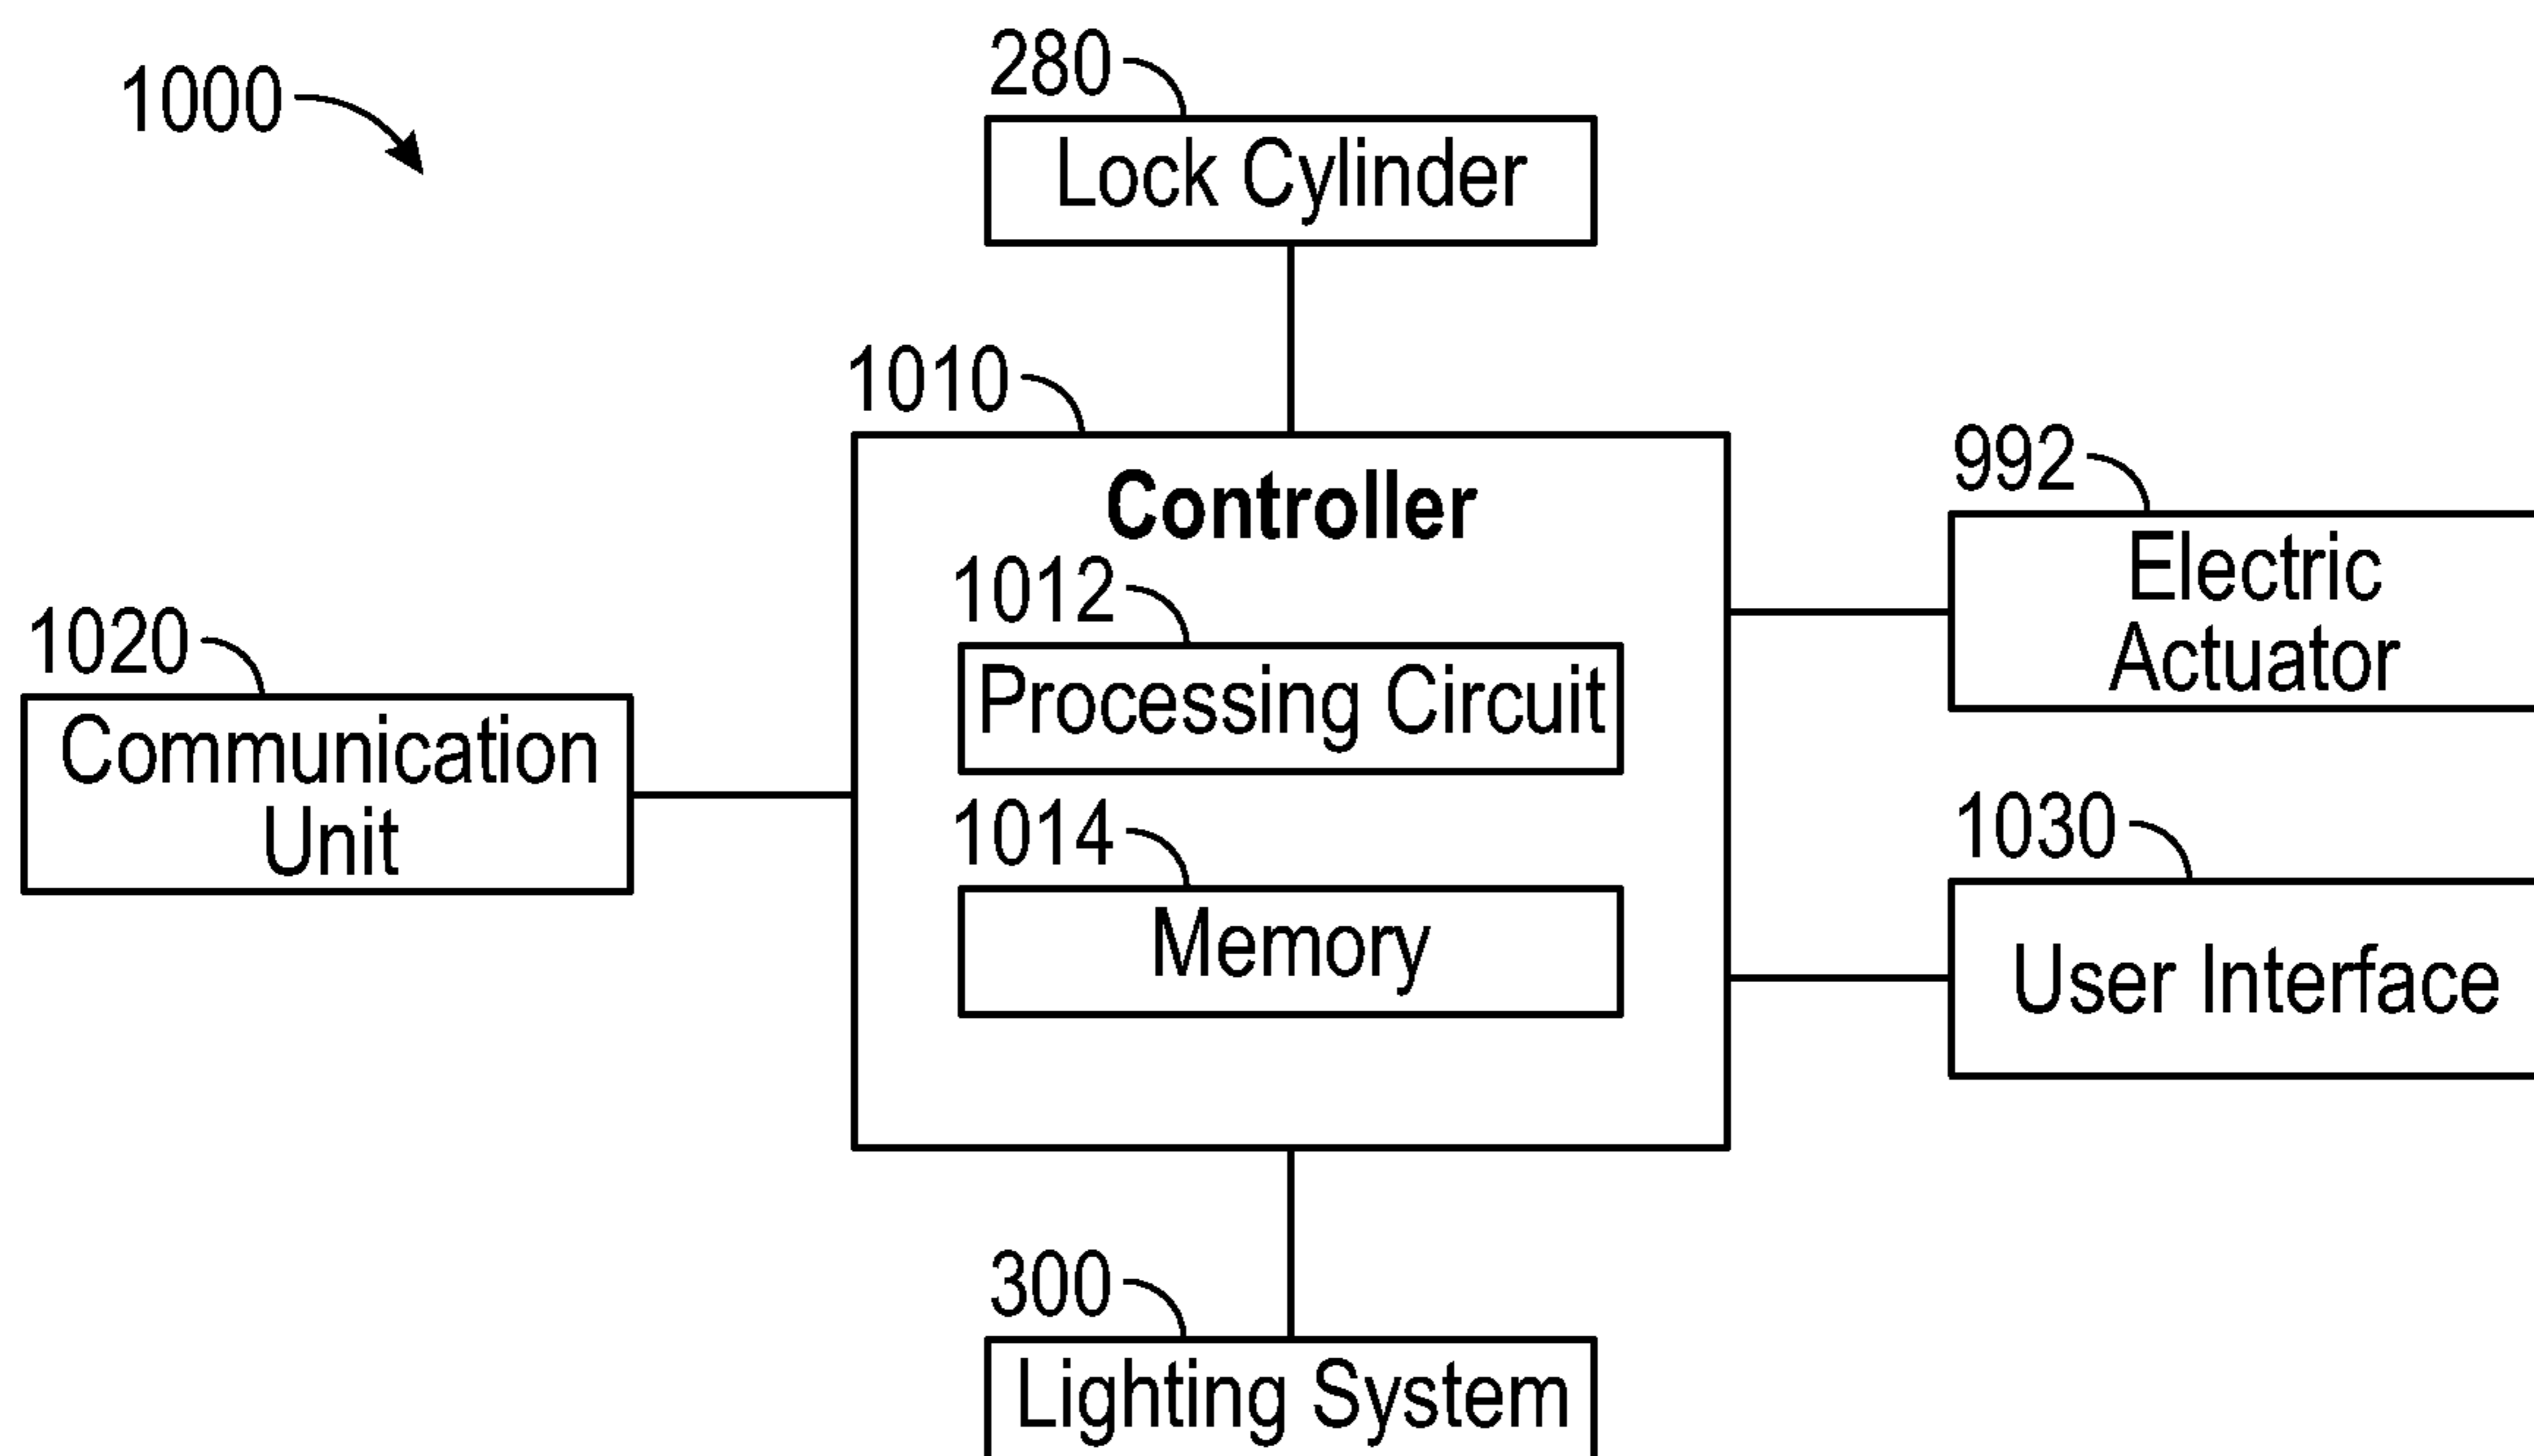 1000
280
Lock Cylinder
1010
Controller
992
Electric
Actuator
1012
Processing Circuit
1020
Communication
Unit
1014
Memory
1030
User Interface
300
Lighting System